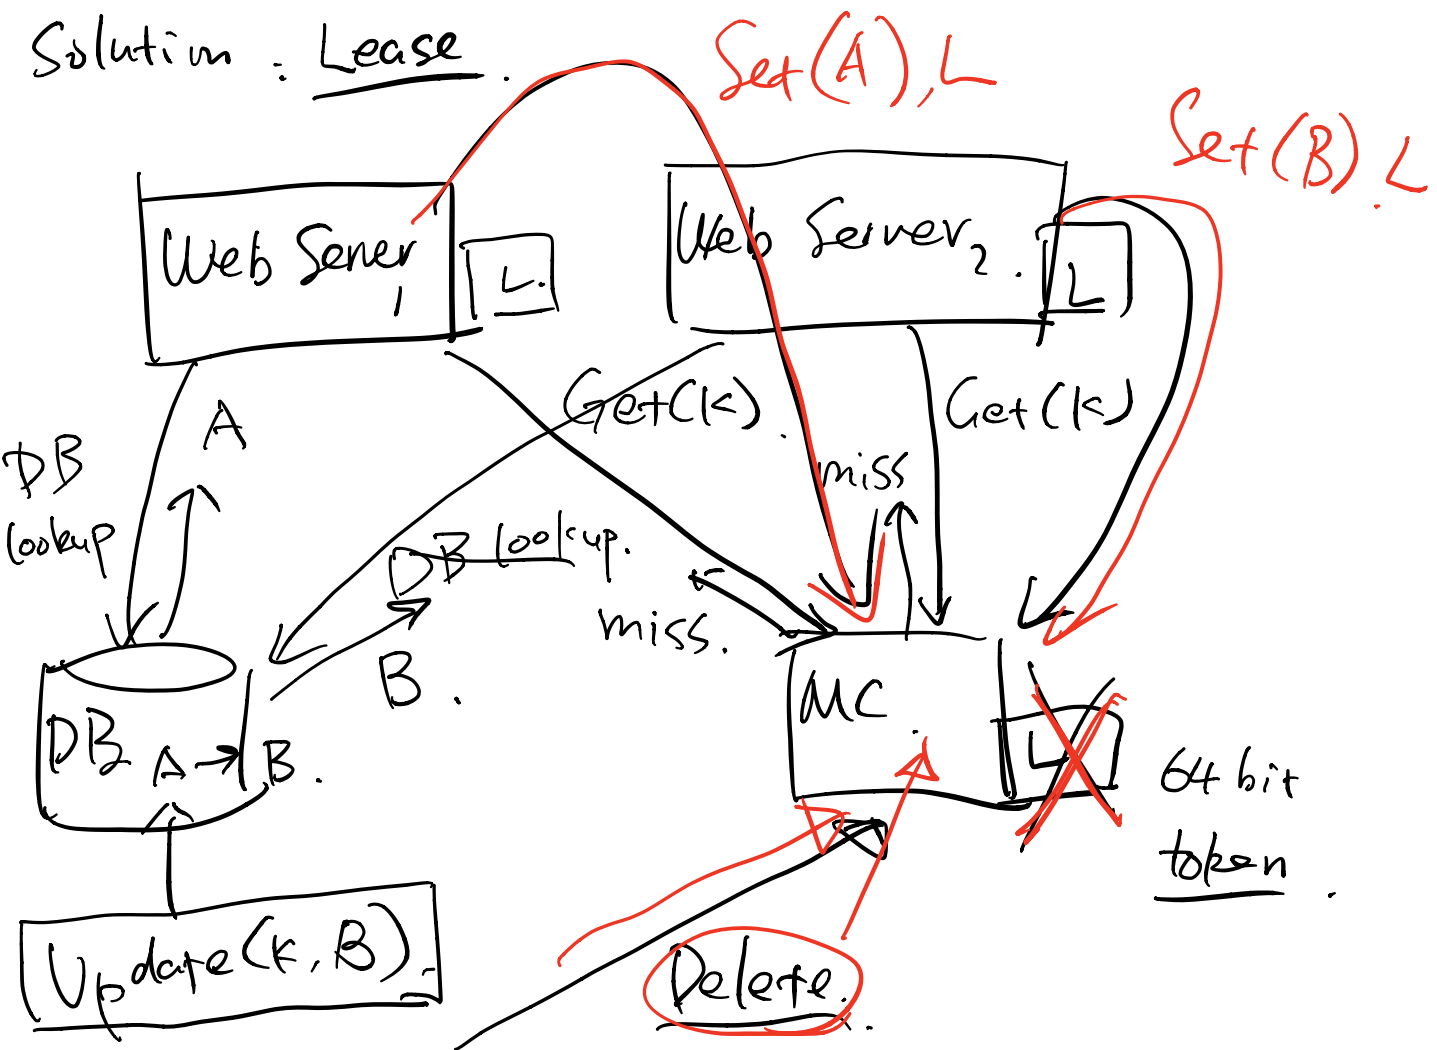 Solution : Lease.
Set(A), L
Set(B). L
Web Server 1
L.
Web Server 2.
L
Get(K).
Get(K)
A
DB
lookup
miss
DB lookup.
miss.
B.
MC
L
DB
A → B.
64 bit
token.
Update(K, B).
Delete.